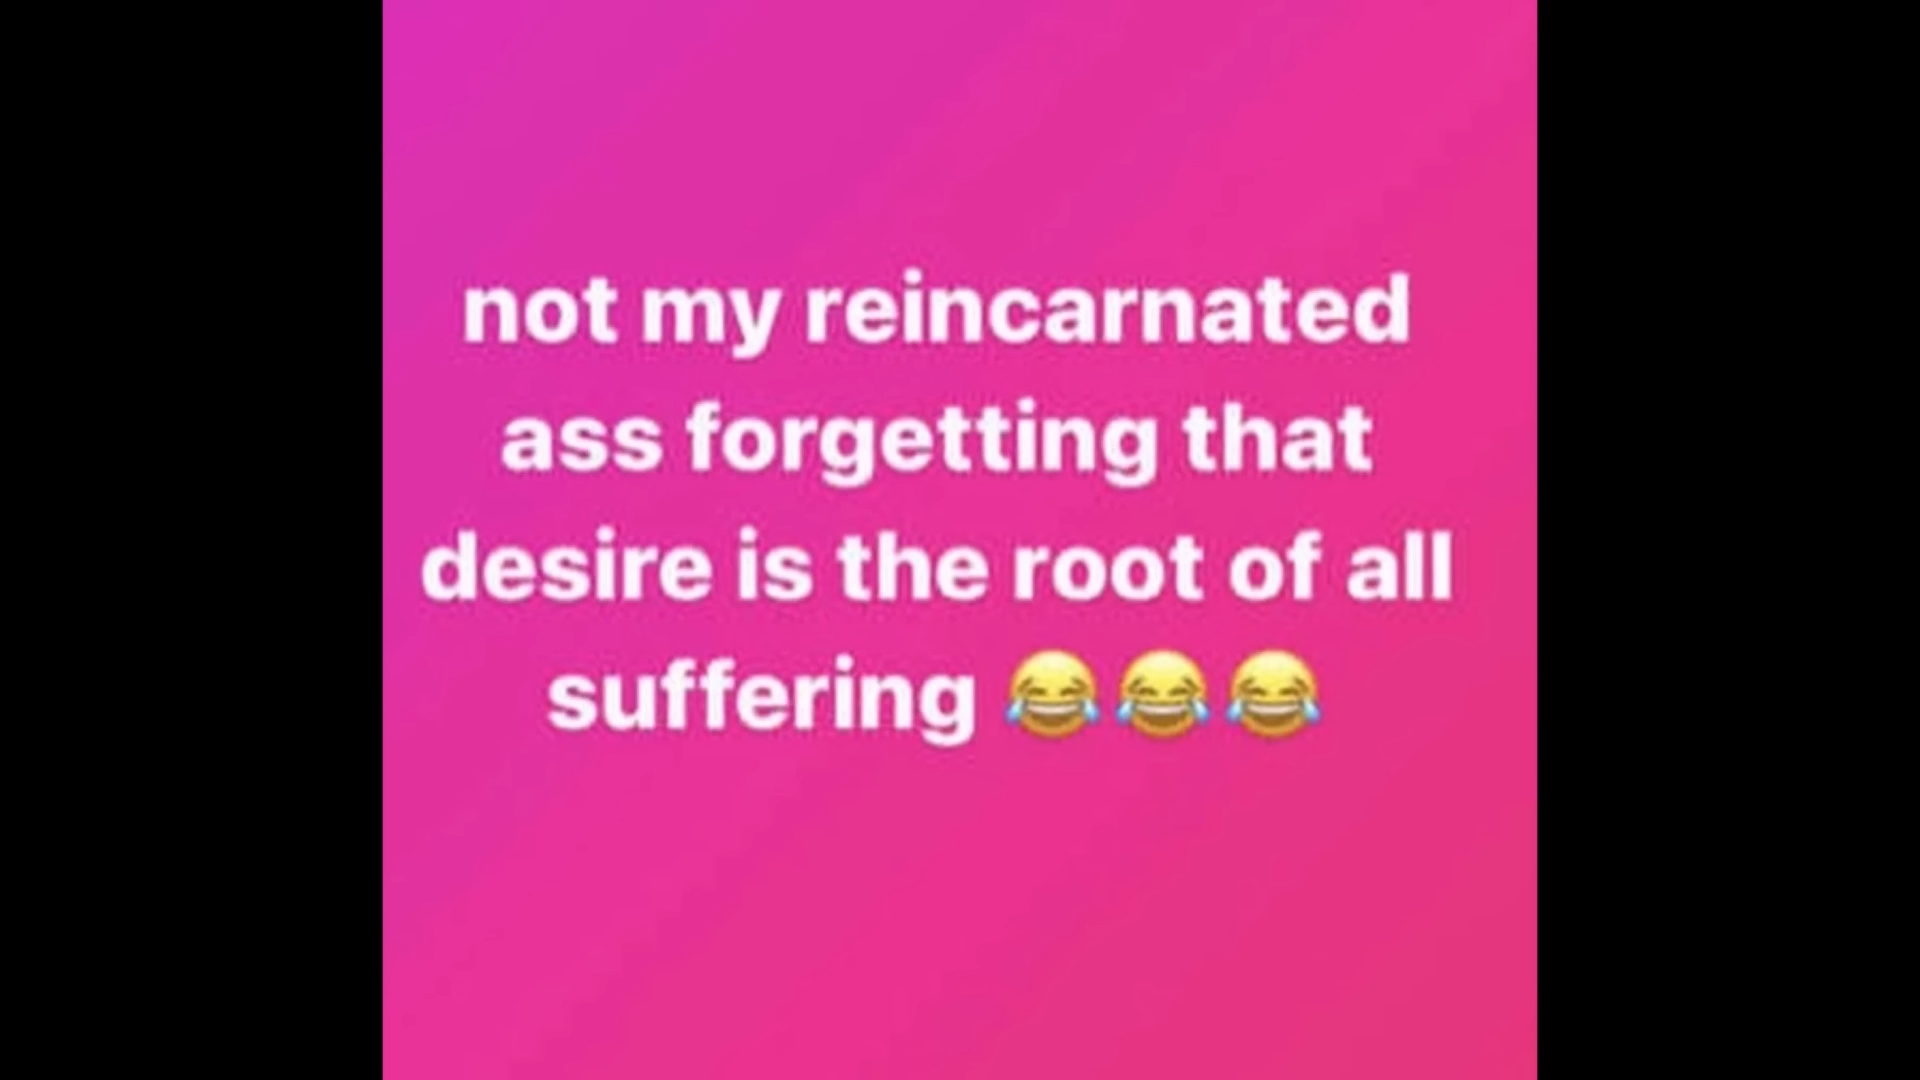 not my reincarnated
ass forgetting that
desire is the root of all
suffering 😂😂😂